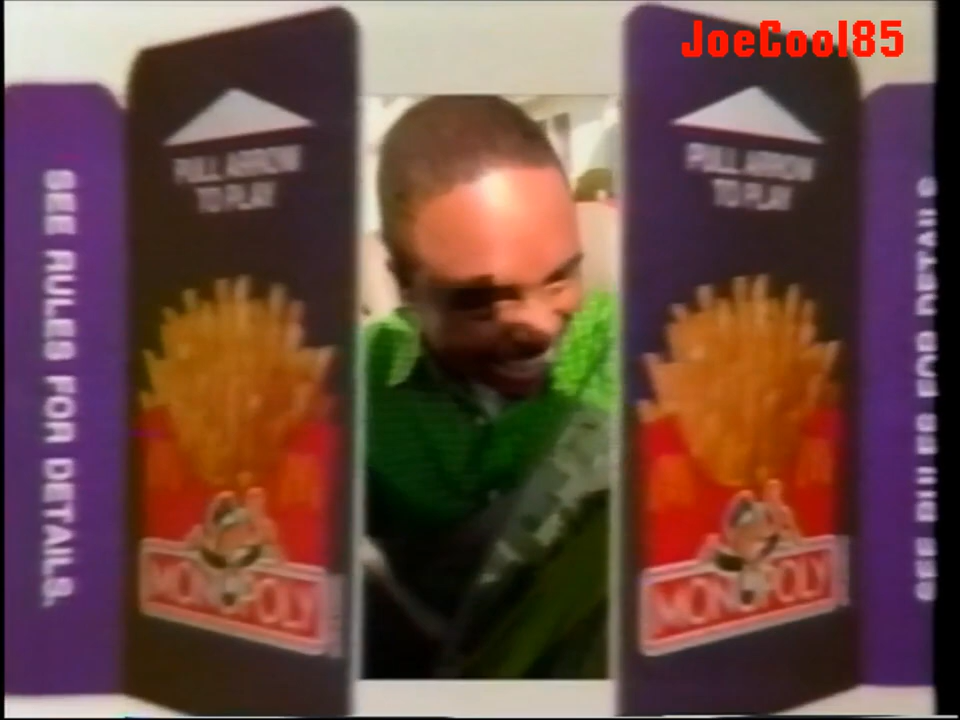 JoeCool85
PULL ARROW
TO PLAY
PULL ARROW
TO PLAY
SEE RULES FOR DETAILS.
SEE RULES FOR DETAILS
MONOPOLY
MONOPOLY